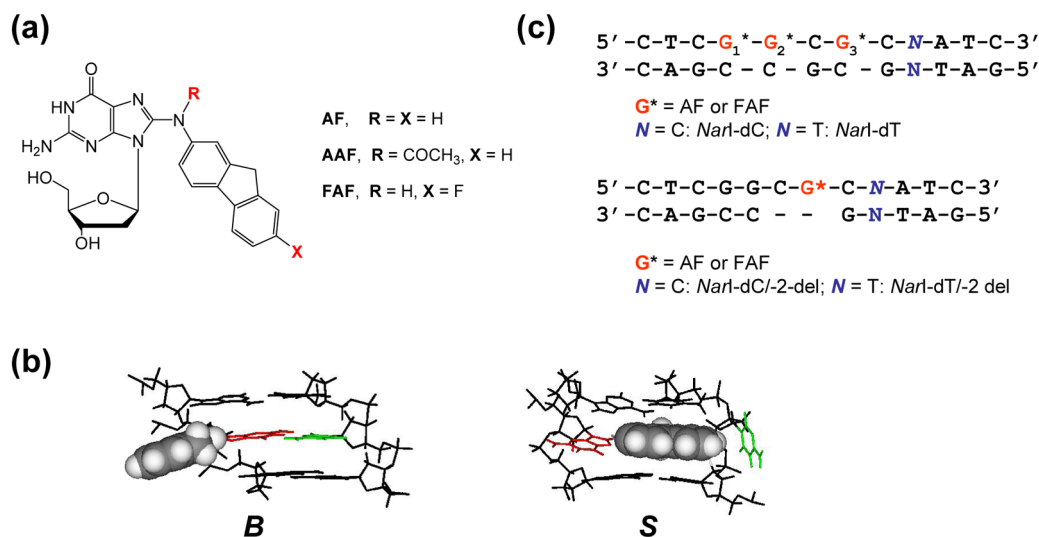 (a)
O
R
HN
N
N
H₂N
N
N
N
HO
O
OH
X
AF, R = X = H
AAF, R = COCH₃, X = H
FAF, R = H, X = F
(b)
B
S
(c)
5′ -C-T-C-G₁*-G₂*-C-G₃*-C-N-A-T-C-3′
3′ -C-A-G-C-C-G-C-G-N-T-A-G-5′
G* = AF or FAF
N = C: NarI-dC; N = T: NarI-dT
5′ -C-T-C-G-G-C-G*-C-N-A-T-C-3′
3′ -C-A-G-C-C - - G-N-T-A-G-5′
G* = AF or FAF
N = C: NarI-dC/-2-del; N = T: NarI-dT/-2 del